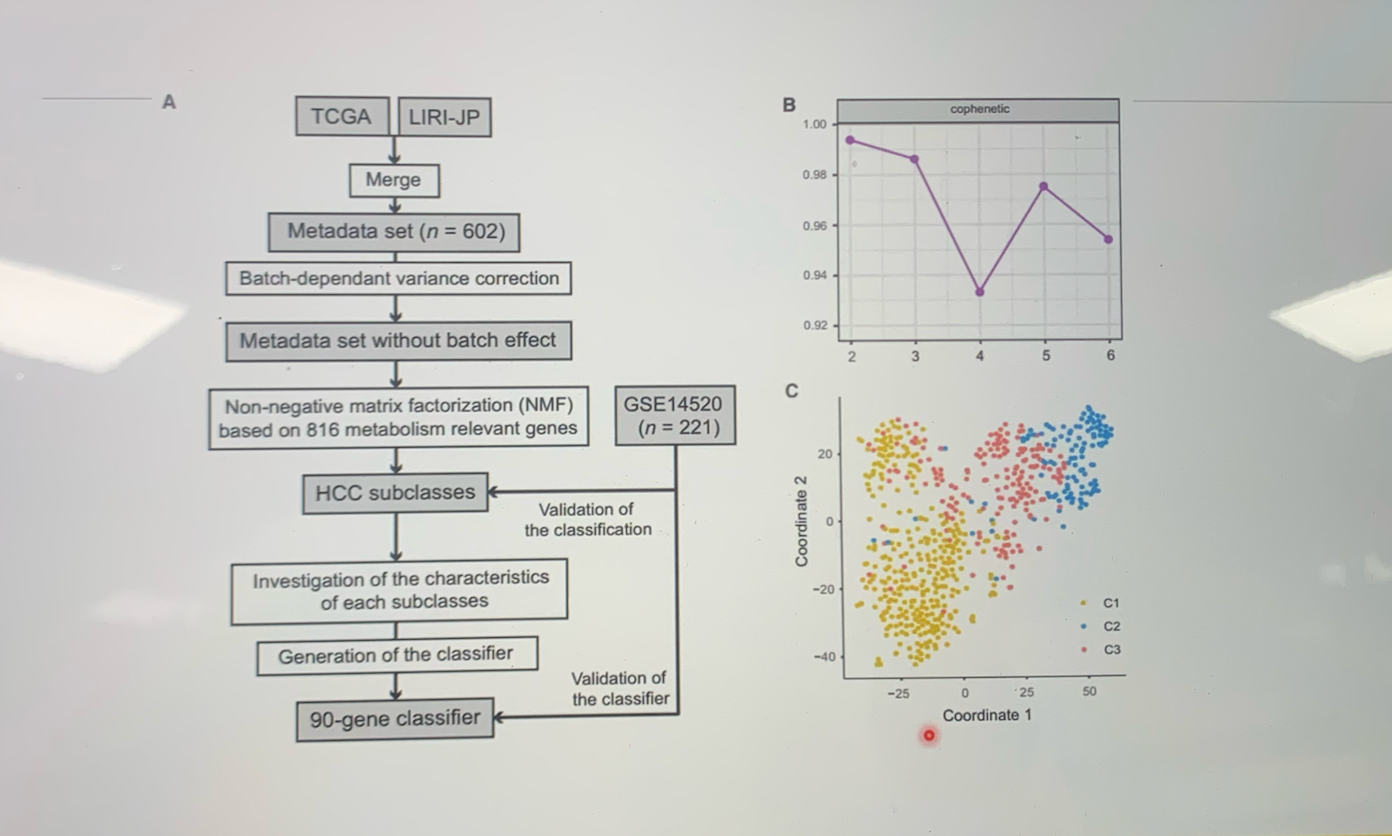 A
TCGA
LIRI-JP
Merge
Metadata set (n = 602)
Batch-dependant variance correction
Metadata set without batch effect
Non-negative matrix factorization (NMF)
based on 816 metabolism relevant genes
GSE14520
(n = 221)
HCC subclasses
Validation of
the classification
Investigation of the characteristics
of each subclasses
Generation of the classifier
Validation of
the classifier
90-gene classifier
B
cophenetic
1.00
0.98
0.96
0.94
0.92
2 3 4 5 6
C
Coordinate 2
20
0
−20
−40
C1
C2
C3
−25 0 25 50
Coordinate 1